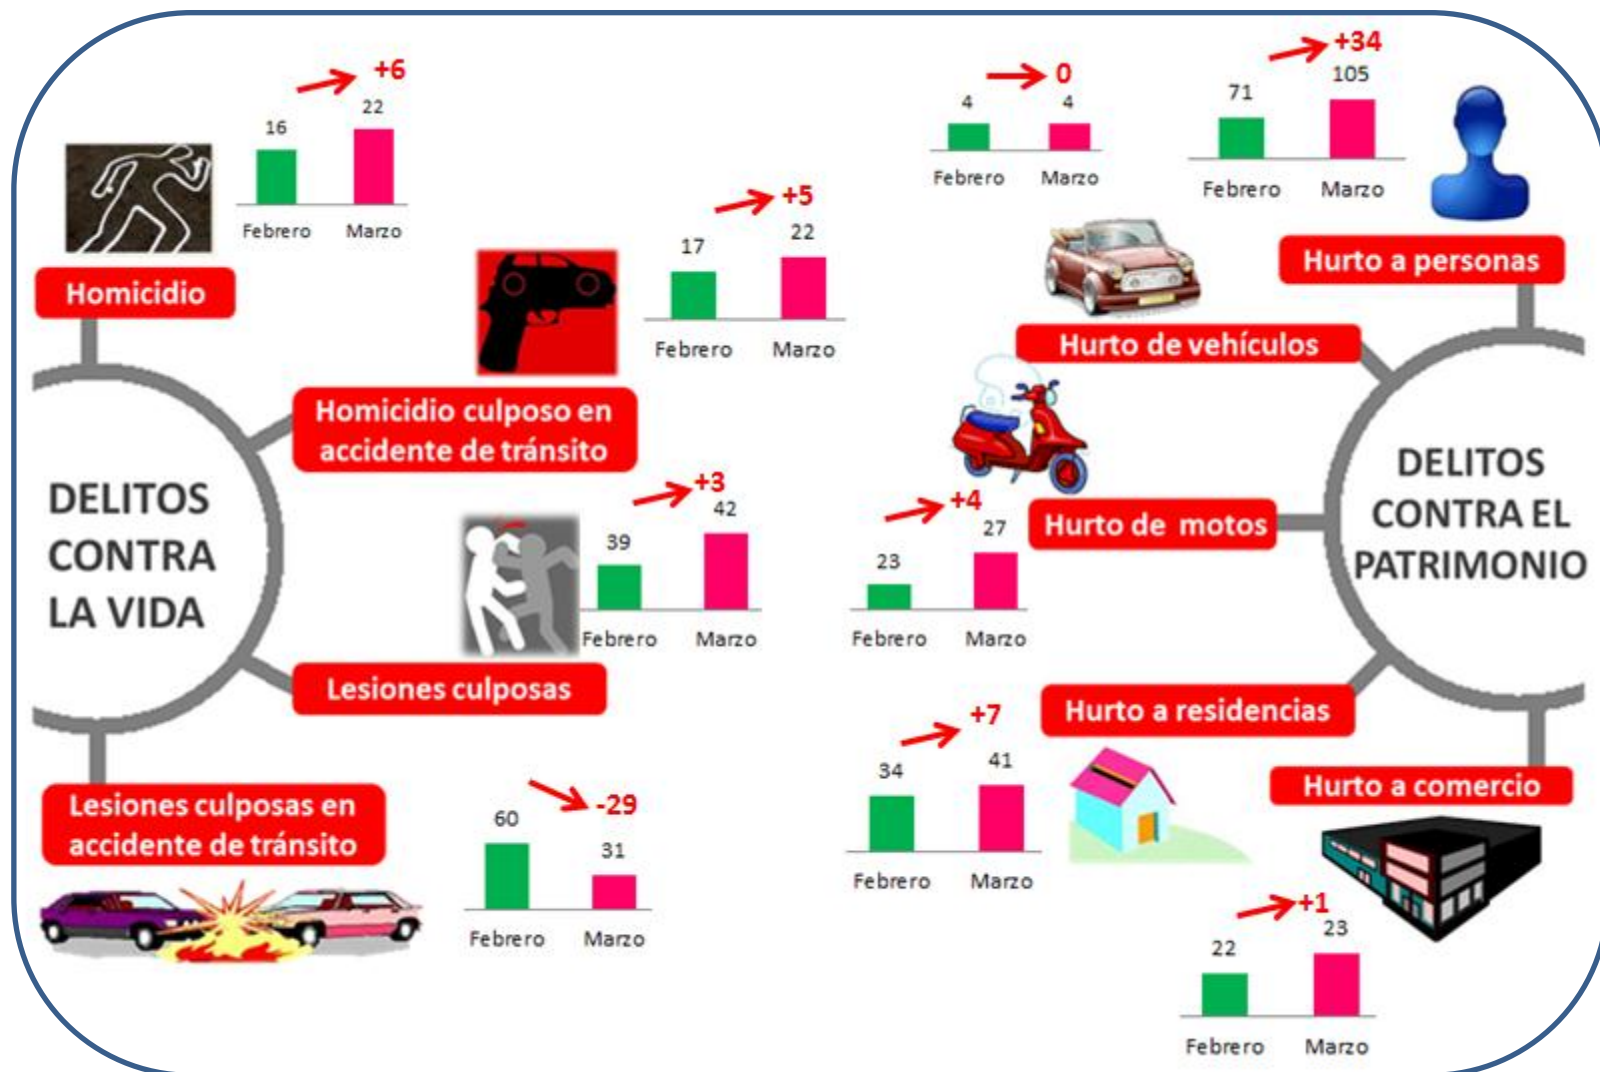 +6
16
22
Febrero
Marzo
Homicidio
+5
17
22
Febrero
Marzo
Homicidio culposo en
accidente de tránsito
DELITOS
CONTRA
LA VIDA
+3
39
42
Febrero
Marzo
Lesiones culposas
Lesiones culposas en
accidente de tránsito
-29
60
31
Febrero
Marzo
+34
71
105
Febrero
Marzo
Hurto a personas
0
4
4
Febrero
Marzo
Hurto de vehículos
DELITOS
CONTRA EL
PATRIMONIO
+4
23
27
Febrero
Marzo
Hurto de motos
+7
34
41
Febrero
Marzo
Hurto a residencias
Hurto a comercio
+1
22
23
Febrero
Marzo